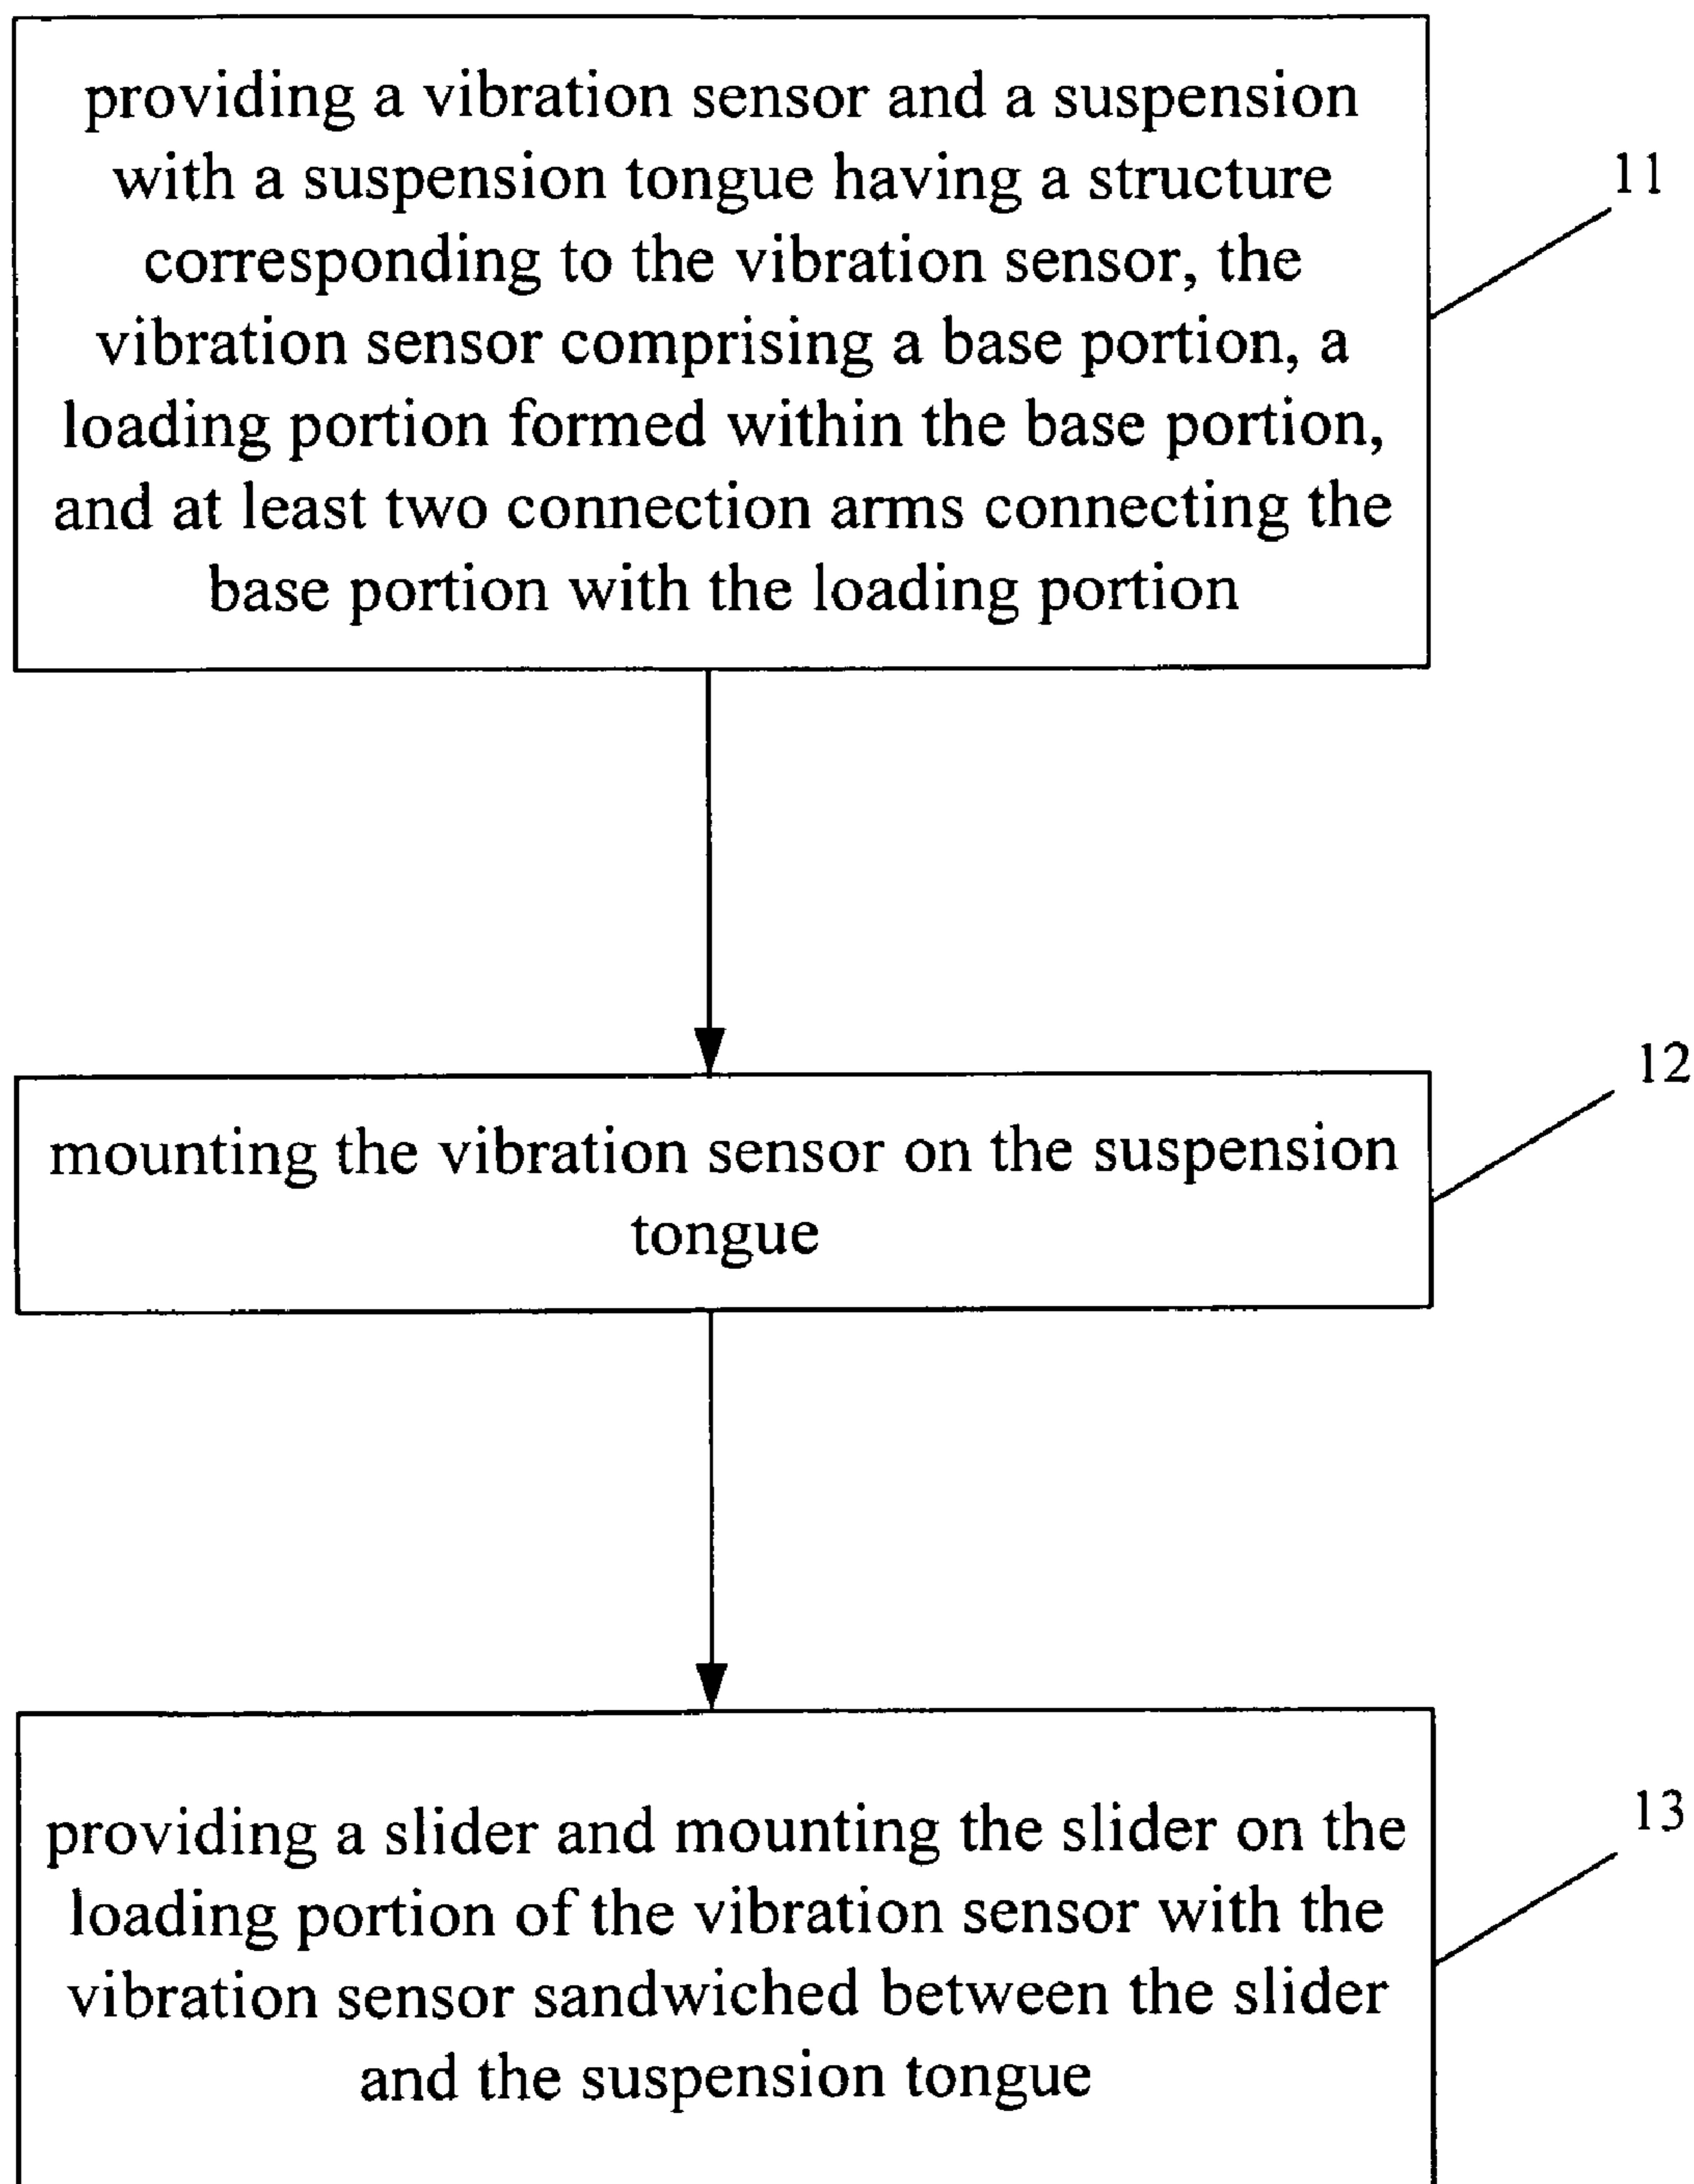 providing a vibration sensor and a suspension
with a suspension tongue having a structure
corresponding to the vibration sensor, the
vibration sensor comprising a base portion, a
loading portion formed within the base portion,
and at least two connection arms connecting the
base portion with the loading portion
11
mounting the vibration sensor on the suspension
tongue
12
providing a slider and mounting the slider on the
loading portion of the vibration sensor with the
vibration sensor sandwiched between the slider
and the suspension tongue
13